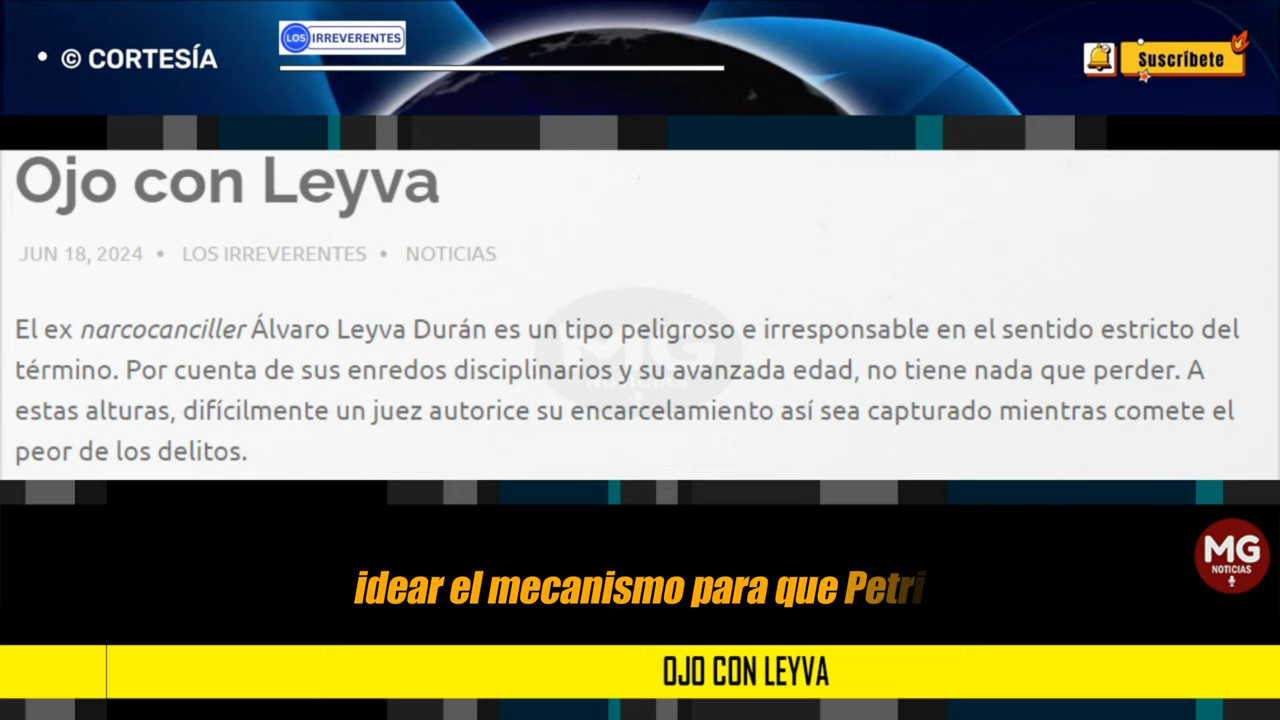 • © CORTESÍA
LOS IRREVERENTES
Suscríbete
Ojo con Leyva
JUN 18, 2024 • LOS IRREVERENTES • NOTICIAS
El ex narcocanciller Álvaro Leyva Durán es un tipo peligroso e irresponsable en el sentido estricto del
término. Por cuenta de sus enredos disciplinarios y su avanzada edad, no tiene nada que perder. A
estas alturas, difícilmente un juez autorice su encarcelamiento así sea capturado mientras comete el
peor de los delitos.
MG
NOTICIAS
idear el mecanismo para que Petri
MG
NOTICIAS
OJO CON LEYVA